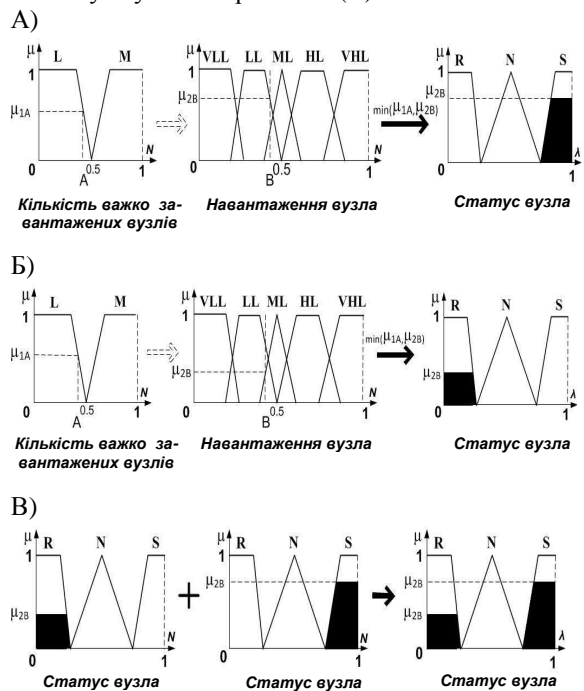 А)
L M VLL LL ML HL VHL R N S
μ μ μ
1 1 1
μ1A μ2B μ2B
min(μ1A,μ2B)
0 0.5 N 0 0.5 N 0 λ
A 1 B 1 1
Кількість важко за-
вантажених вузлів
Навантаження вузла
Статус вузла
Б)
L M VLL LL ML HL VHL R N S
μ μ μ
1 1 1
min(μ1A,μ2B)
μ1A μ2B μ2B
0 0.5 N 0 0.5 N 0 λ
A 1 B 1 1
Кількість важко за-
вантажених вузлів
Навантаження вузла
Статус вузла
В)
R N S R N S R N S
μ μ μ
1 1 1
μ2B + μ2B μ2B μ2B
0 N 0 N 0 λ
1 1 1
Статус вузла Статус вузла Статус вузла